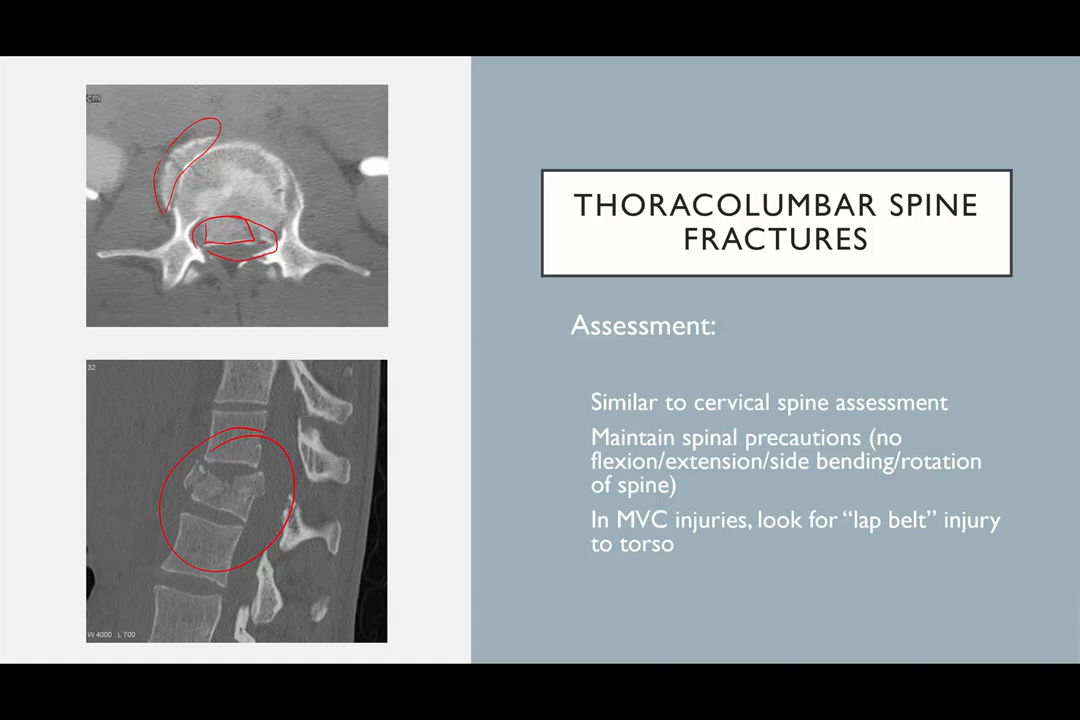 cm
THORACOLUMBAR SPINE
FRACTURES
Assessment:
Similar to cervical spine assessment
Maintain spinal precautions (no
flexion/extension/side bending/rotation
of spine)
In MVC injuries, look for “lap belt” injury
to torso
32
W 4000 : L 700